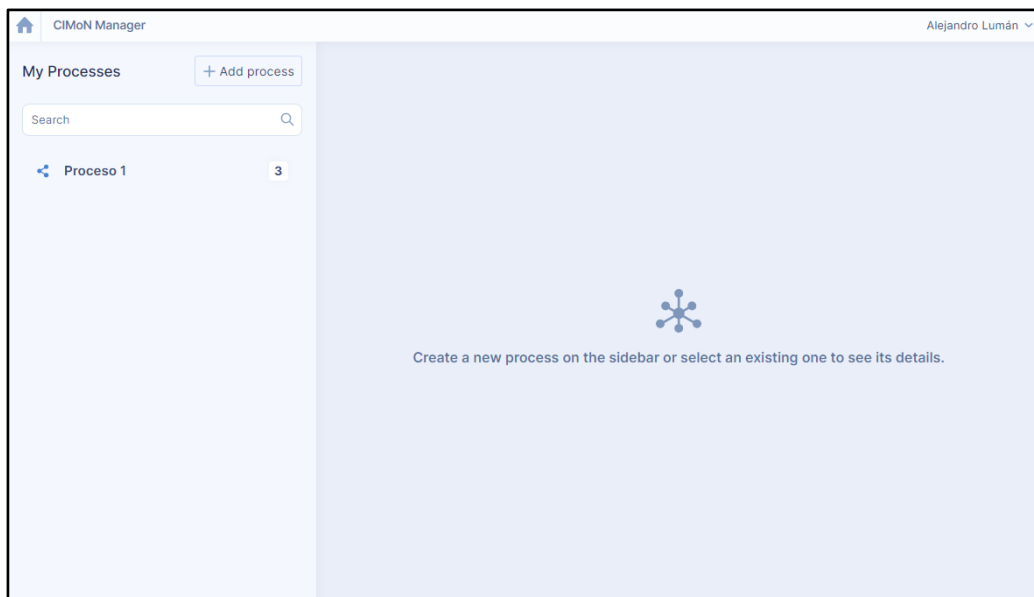 CIMoN Manager
Alejandro Lumán
My Processes
Add process
Search
Proceso 1
3
Create a new process on the sidebar or select an existing one to see its details.